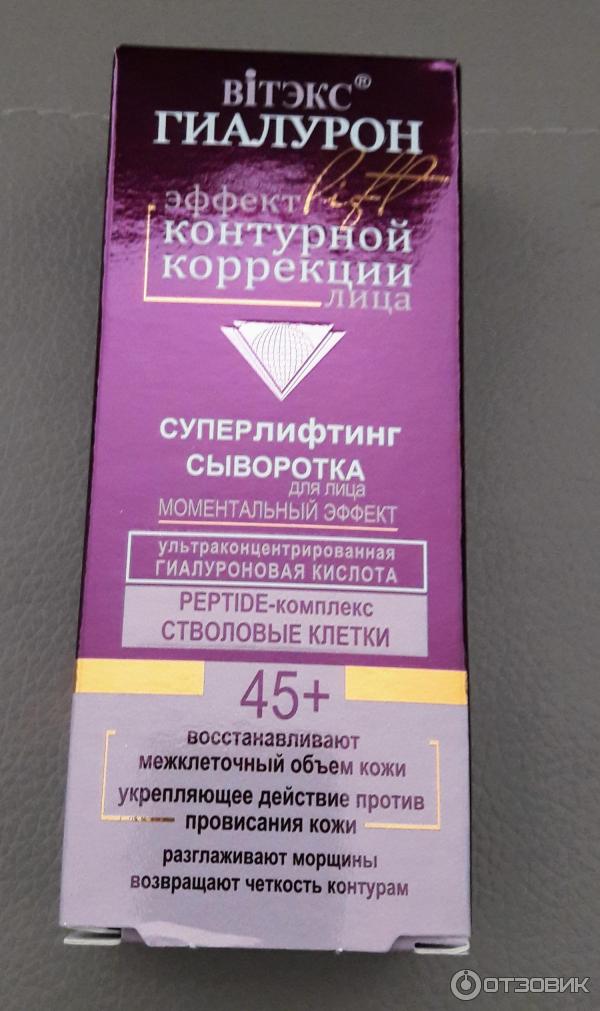 ВіТЭКС®
ГИАЛУРОН
lift
эффект
контурной
коррекции
лица
СУПЕРЛИФТИНГ
СЫВОРОТКА
для лица
МОМЕНТАЛЬНЫЙ ЭФФЕКТ
ультраконцентрированная
ГИАЛУРОНОВАЯ КИСЛОТА
PEPTIDE-комплекс
СТВОЛОВЫЕ КЛЕТКИ
45+
восстанавливают
межклеточный объем кожи
укрепляющее действие против
провисания кожи
разглаживают морщины
возвращают четкость контурам
ОТЗОВИК